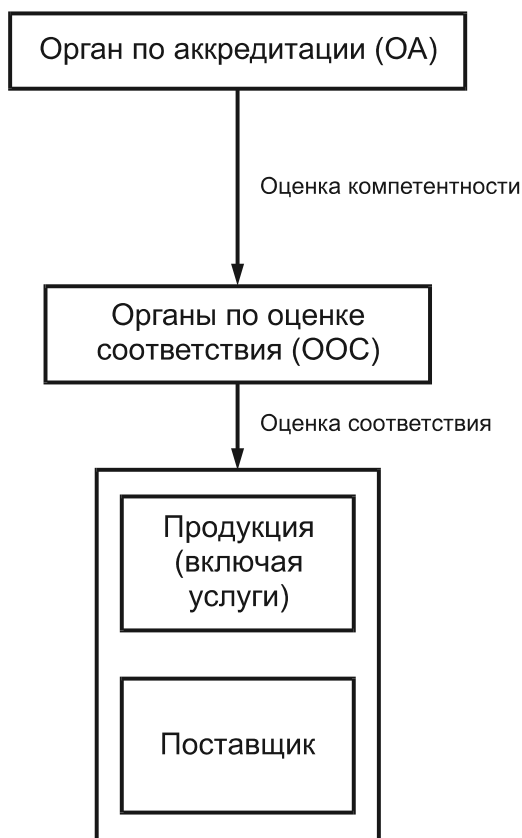 Орган по аккредитации (ОА)
Оценка компетентности
Органы по оценке
соответствия (ООС)
Оценка соответствия
Продукция
(включая
услуги)
Поставщик